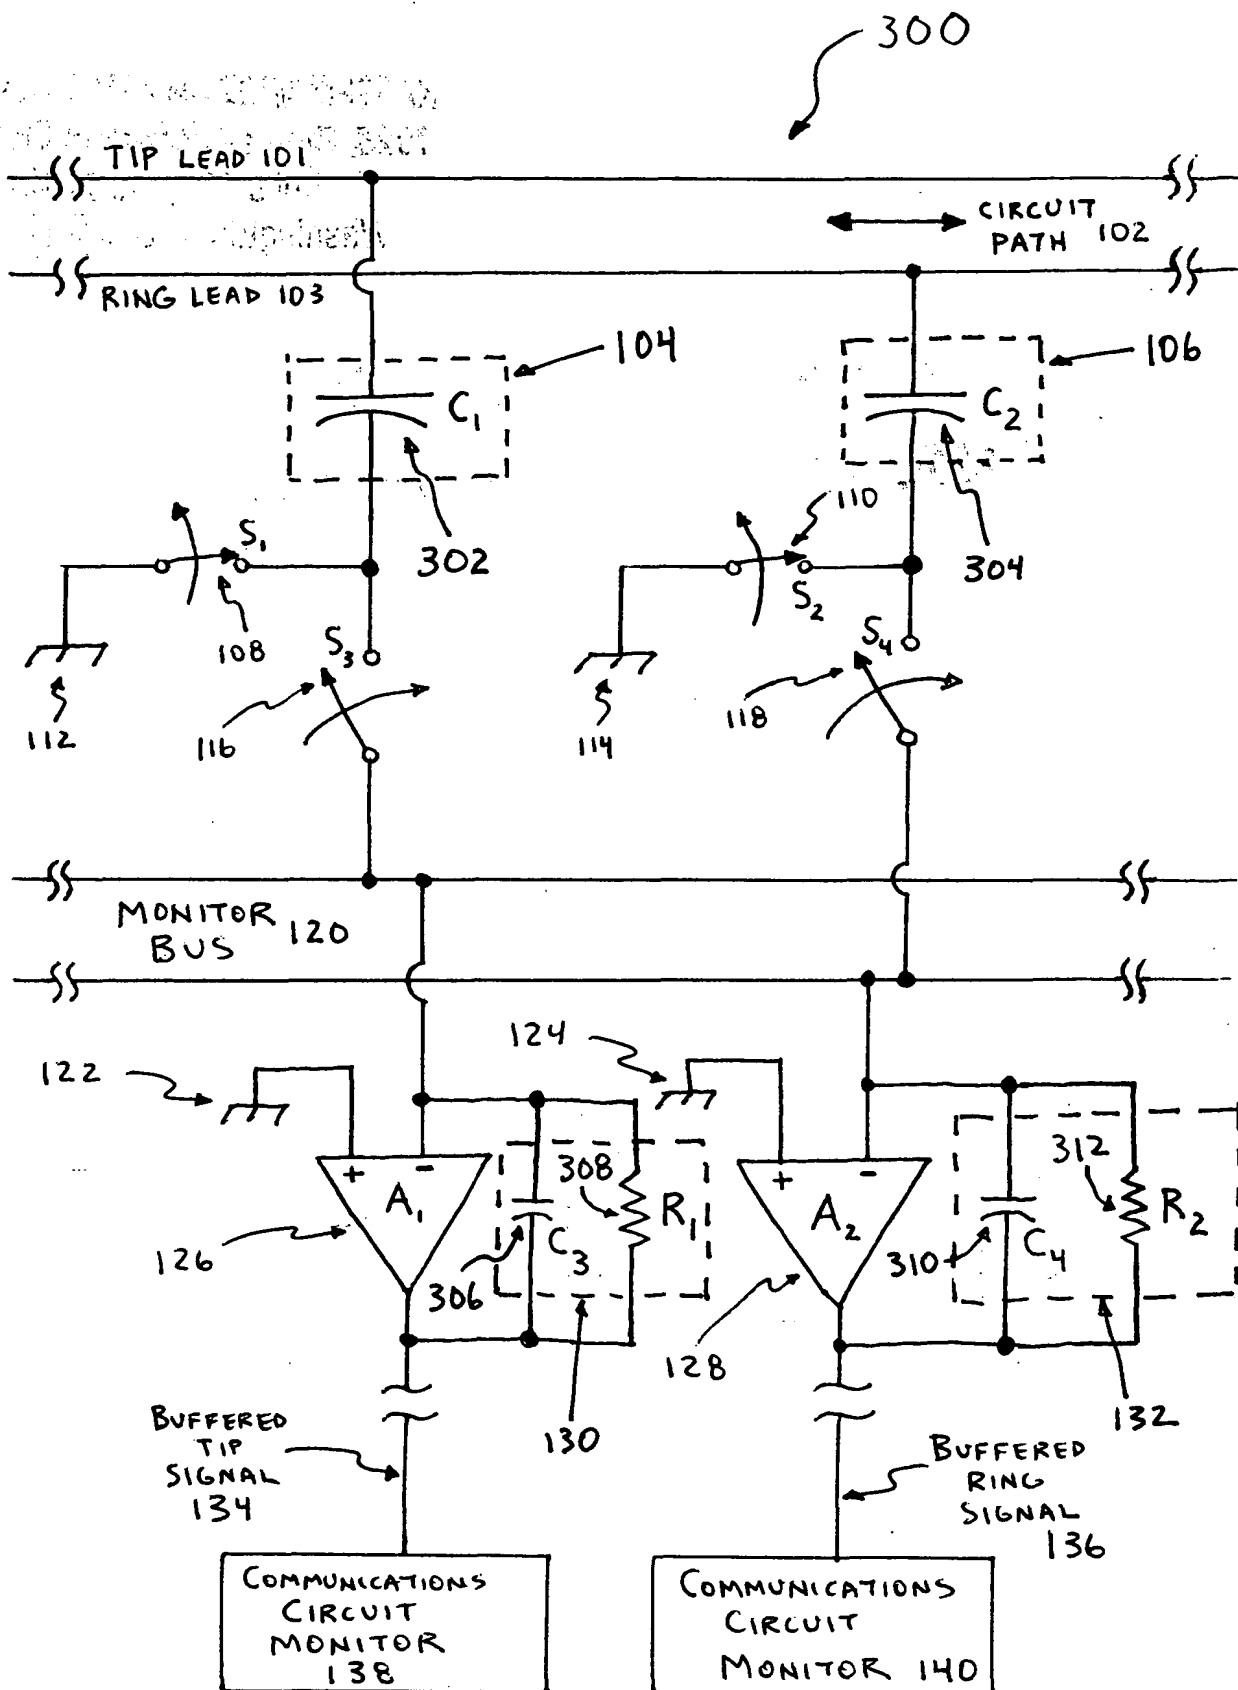 300
TIP LEAD 101
CIRCUIT
PATH 102
RING LEAD 103
104
106
C1
C2
302
304
S1
110
108
S2
112
114
S3
S4
116
118
MONITOR
BUS 120
122
124
+ -
+ -
A1
A2
308
R1
312
R2
126
306
C3
310
C4
128
130
132
BUFFERED
TIP
SIGNAL
134
BUFFERED
RING
SIGNAL
136
COMMUNICATIONS
CIRCUIT
MONITOR
138
COMMUNICATIONS
CIRCUIT
MONITOR 140